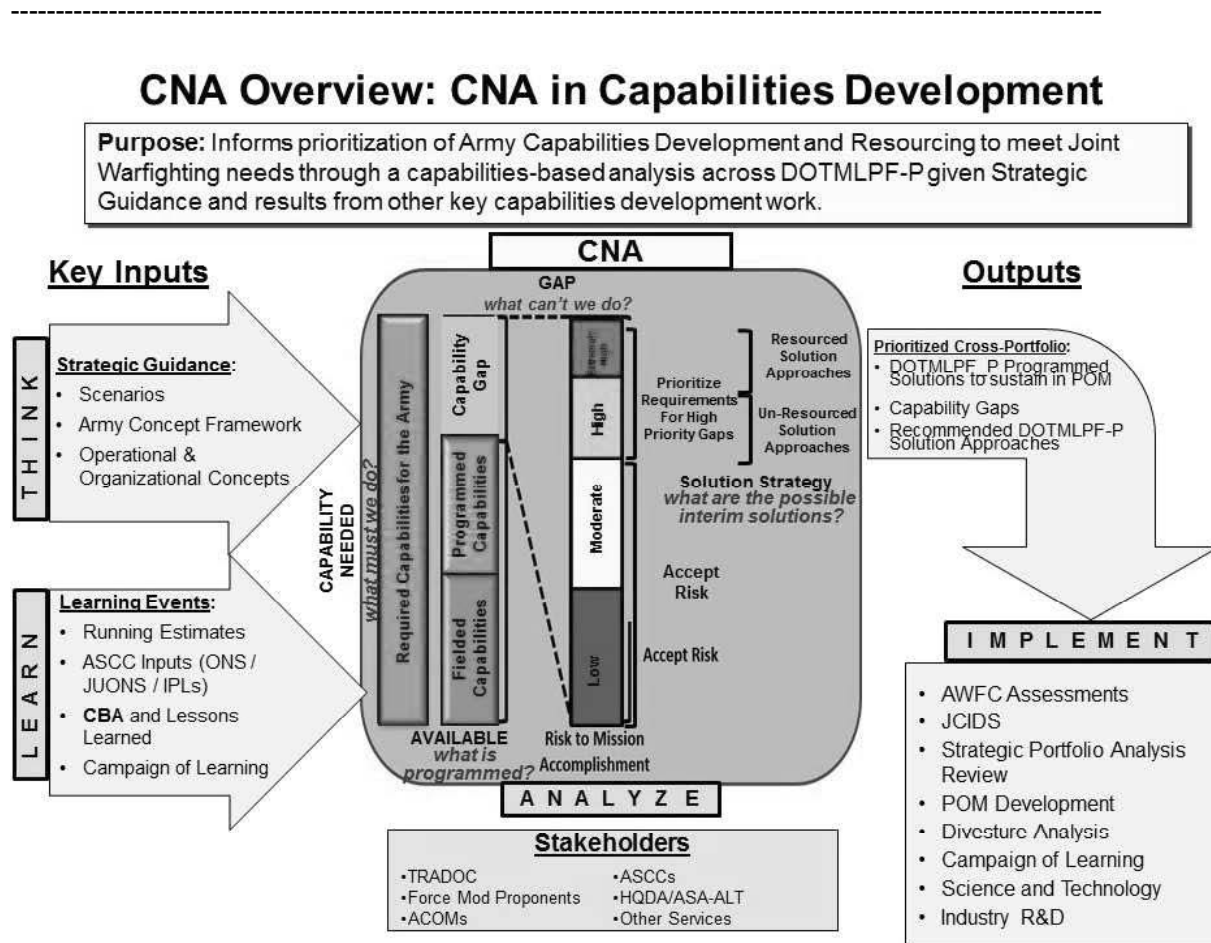 CNA Overview: CNA in Capabilities Development
Purpose: Informs prioritization of Army Capabilities Development and Resourcing to meet Joint
Warfighting needs through a capabilities-based analysis across DOTMLPF-P given Strategic
Guidance and results from other key capabilities development work.
Key Inputs
THINK
Strategic Guidance:
• Scenarios
• Army Concept Framework
• Operational &
Organizational Concepts
LEARN
Learning Events:
• Running Estimates
• ASCC Inputs (ONS /
JUONS / IPLs)
• CBA and Lessons
Learned
• Campaign of Learning
CNA
GAP
what can't we do?
CAPABILITY
NEEDED
what must we do?
Required Capabilities for the Army
Capability
Gap
Programmed
Capabilities
Fielded
Capabilities
AVAILABLE
what is
programmed?
High
Moderate
Low
Risk to Mission
Accomplishment
Prioritize
Requirements
For High
Priority Gaps
Resourced
Solution
Approaches
Un-Resourced
Solution
Approaches
Solution Strategy
what are the possible
interim solutions?
Accept
Risk
Accept Risk
ANALYZE
Stakeholders
•TRADOC
•Force Mod Proponents
•ACOMs
•ASCCs
•HQDA/ASA-ALT
•Other Services
Outputs
Prioritized Cross-Portfolio:
• DOTMLPF_P Programmed
Solutions to sustain in POM
• Capability Gaps
• Recommended DOTMLPF-P
Solution Approaches
IMPLEMENT
• AWFC Assessments
• JCIDS
• Strategic Portfolio Analysis
Review
• POM Development
• Divesture Analysis
• Campaign of Learning
• Science and Technology
• Industry R&D